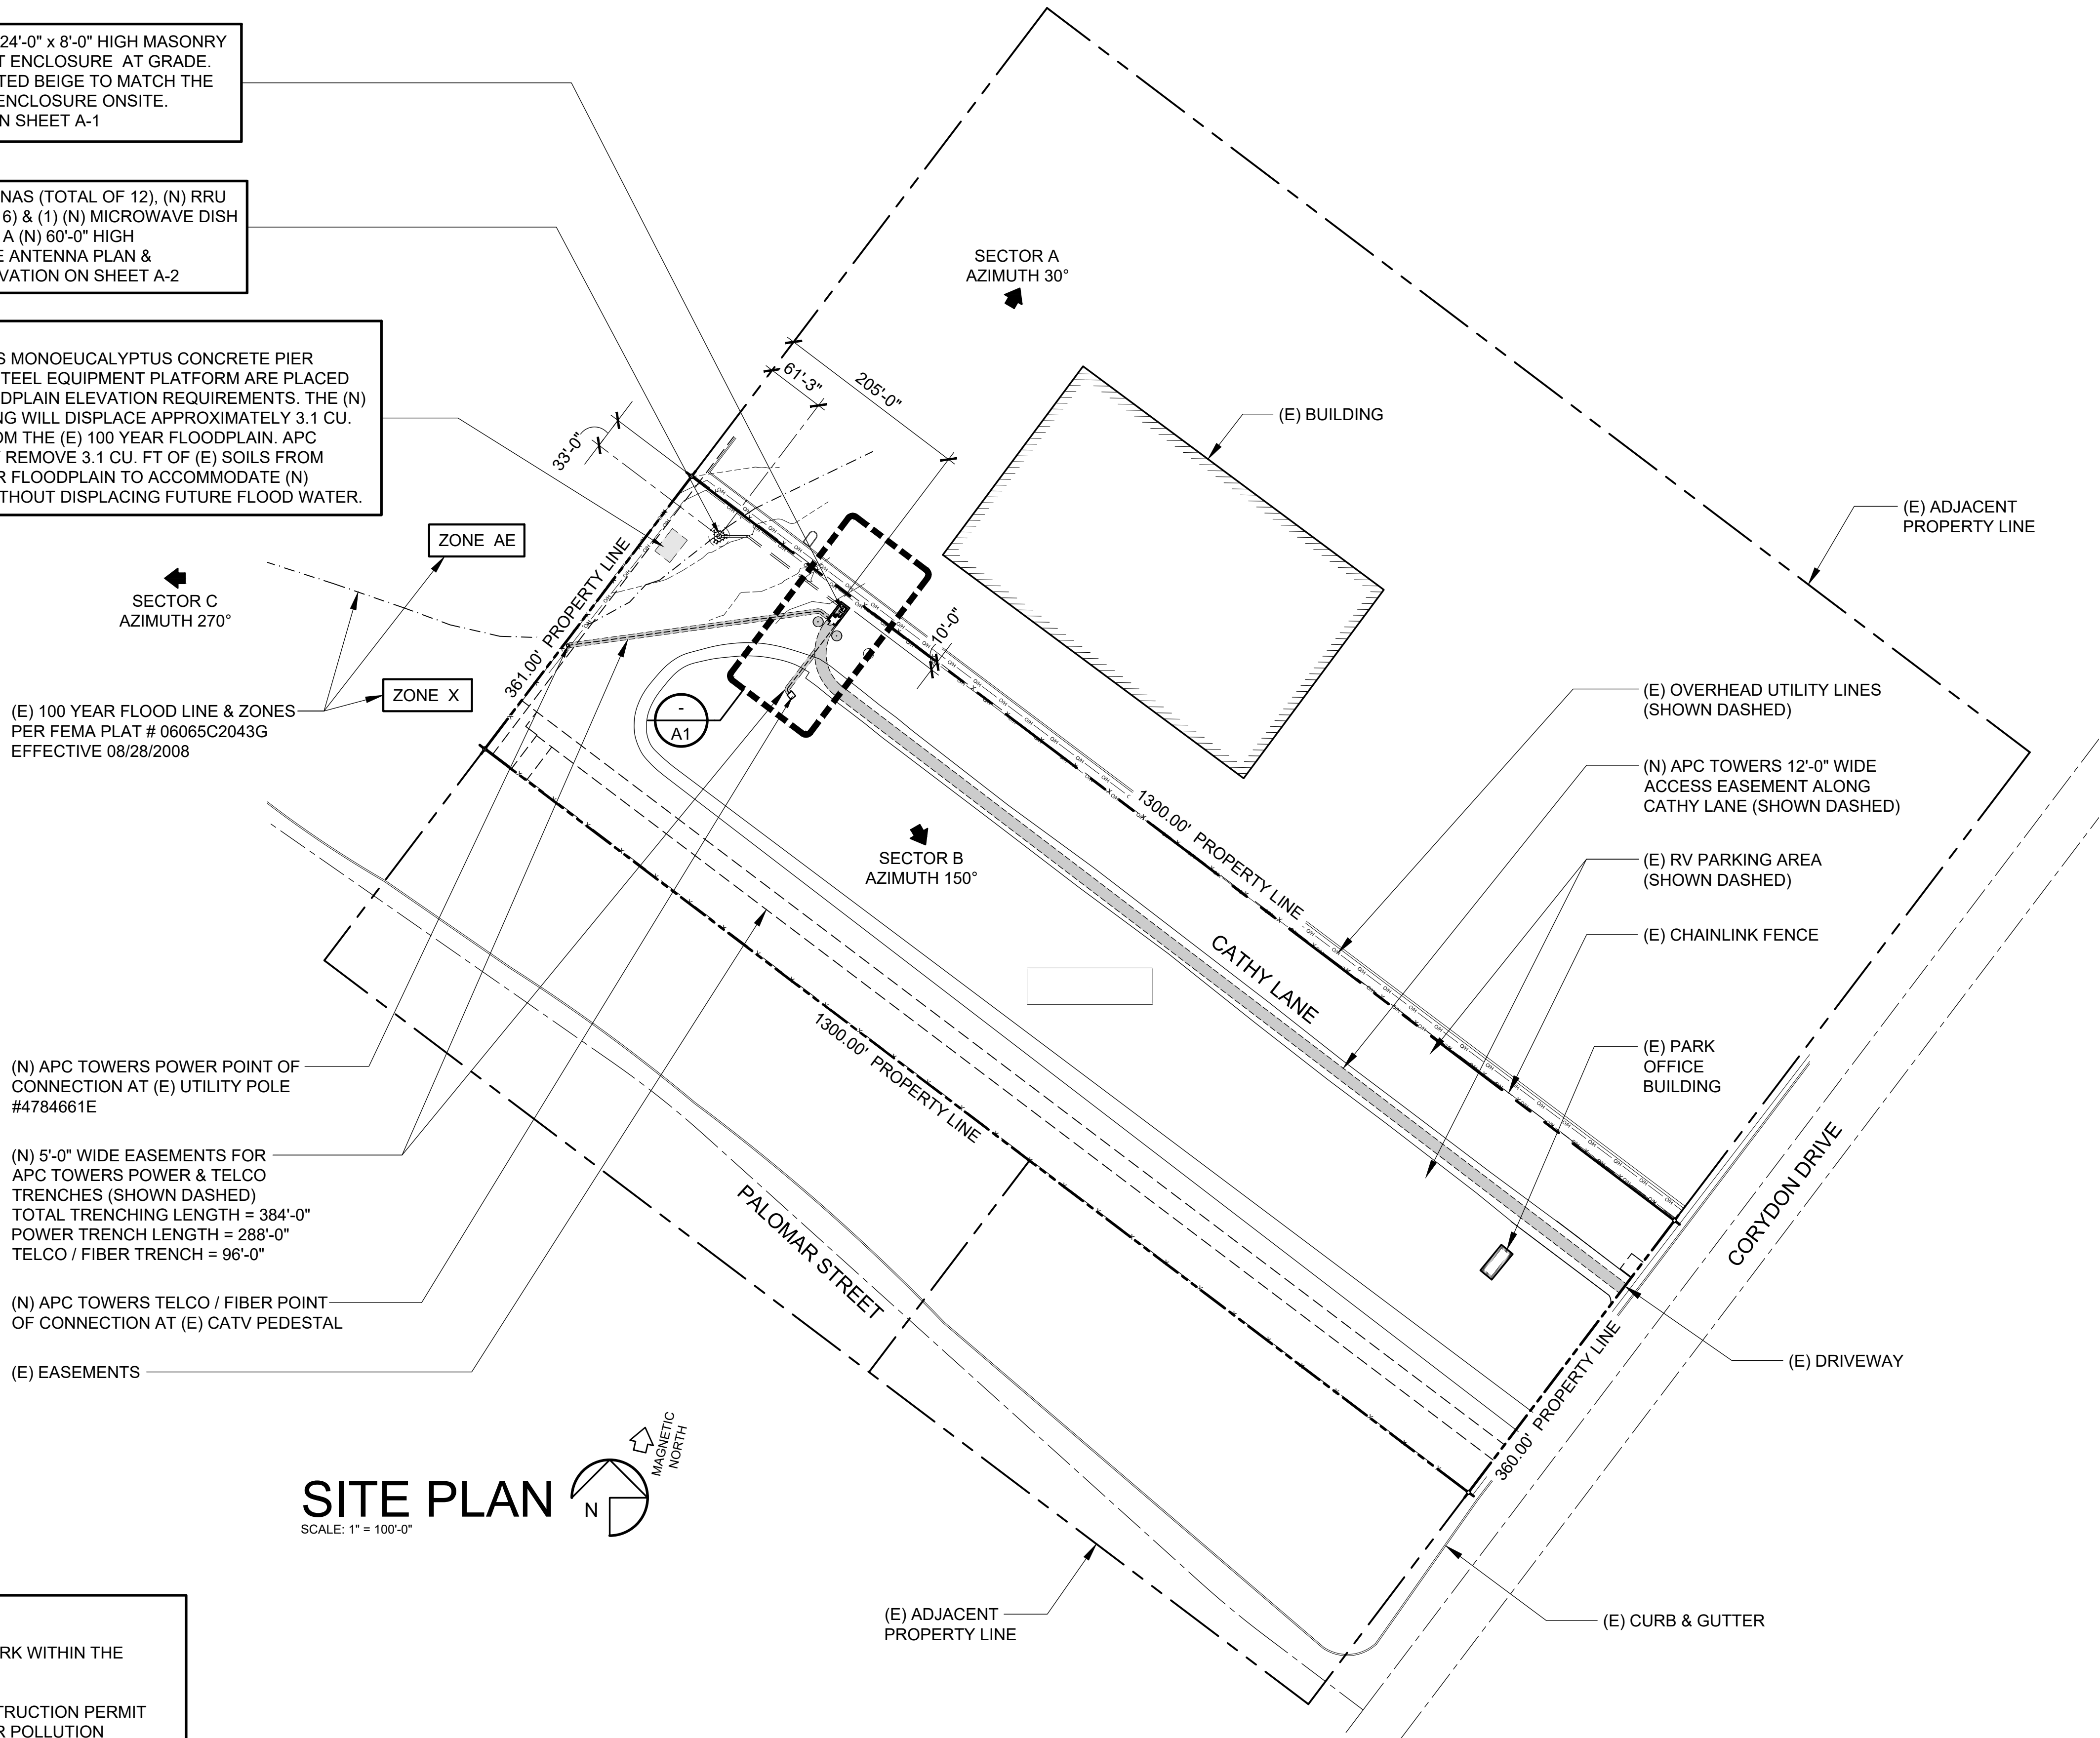 24'-0" x 8'-0" HIGH MASONRY
T ENCLOSURE AT GRADE.
TED BEIGE TO MATCH THE
ENCLOSURE ONSITE.
N SHEET A-1
NAS (TOTAL OF 12), (N) RRU
6) & (1) (N) MICROWAVE DISH
A (N) 60'-0" HIGH
E ANTENNA PLAN &
VATION ON SHEET A-2
S MONOEUCALYPTUS CONCRETE PIER
TEEL EQUIPMENT PLATFORM ARE PLACED
DPLAIN ELEVATION REQUIREMENTS. THE (N)
NG WILL DISPLACE APPROXIMATELY 3.1 CU.
OM THE (E) 100 YEAR FLOODPLAIN. APC
REMOVE 3.1 CU. FT OF (E) SOILS FROM
R FLOODPLAIN TO ACCOMMODATE (N)
THOUT DISPLACING FUTURE FLOOD WATER.
SECTOR A
AZIMUTH 30°
61'-3"
205'-0"
33'-0"
(E) BUILDING
(E) ADJACENT
PROPERTY LINE
ZONE AE
SECTOR C
AZIMUTH 270°
361.00' PROPERTY LINE
10'-0"
ZONE X
(E) 100 YEAR FLOOD LINE & ZONES
PER FEMA PLAT # 06065C2043G
EFFECTIVE 08/28/2008
-
A1
(E) OVERHEAD UTILITY LINES
(SHOWN DASHED)
(N) APC TOWERS 12'-0" WIDE
ACCESS EASEMENT ALONG
CATHY LANE (SHOWN DASHED)
1300.00' PROPERTY LINE
SECTOR B
AZIMUTH 150°
(E) RV PARKING AREA
(SHOWN DASHED)
(E) CHAINLINK FENCE
CATHY LANE
1300.00' PROPERTY LINE
(E) PARK
OFFICE
BUILDING
(N) APC TOWERS POWER POINT OF
CONNECTION AT (E) UTILITY POLE
#4784661E
(N) 5'-0" WIDE EASEMENTS FOR
APC TOWERS POWER & TELCO
TRENCHES (SHOWN DASHED)
TOTAL TRENCHING LENGTH = 384'-0"
POWER TRENCH LENGTH = 288'-0"
TELCO / FIBER TRENCH = 96'-0"
PALOMAR STREET
CORYDON DRIVE
(N) APC TOWERS TELCO / FIBER POINT
OF CONNECTION AT (E) CATV PEDESTAL
(E) EASEMENTS
(E) DRIVEWAY
360.00' PROPERTY LINE
MAGNETIC
NORTH
SITE PLAN
N
SCALE: 1" = 100'-0"
(E) ADJACENT
PROPERTY LINE
(E) CURB & GUTTER
RK WITHIN THE
TRUCTION PERMIT
R POLLUTION